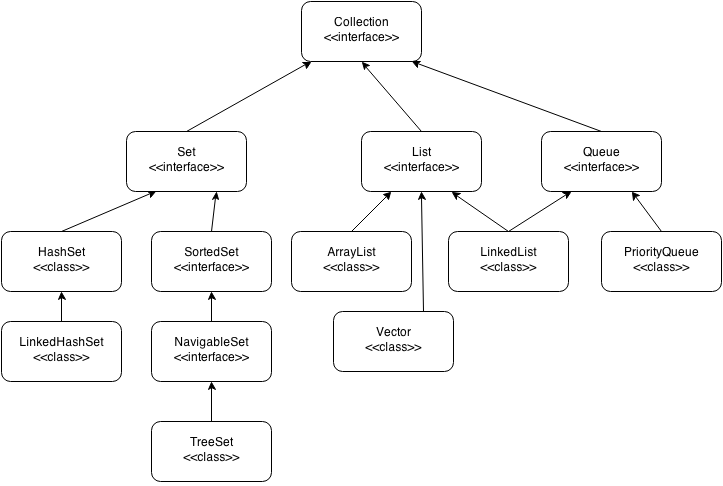 Collection
<<interface>>
Set
<<interface>>
List
<<interface>>
Queue
<<interface>>
HashSet
<<class>>
SortedSet
<<interface>>
ArrayList
<<class>>
LinkedList
<<class>>
PriorityQueue
<<class>>
LinkedHashSet
<<class>>
NavigableSet
<<interface>>
Vector
<<class>>
TreeSet
<<class>>